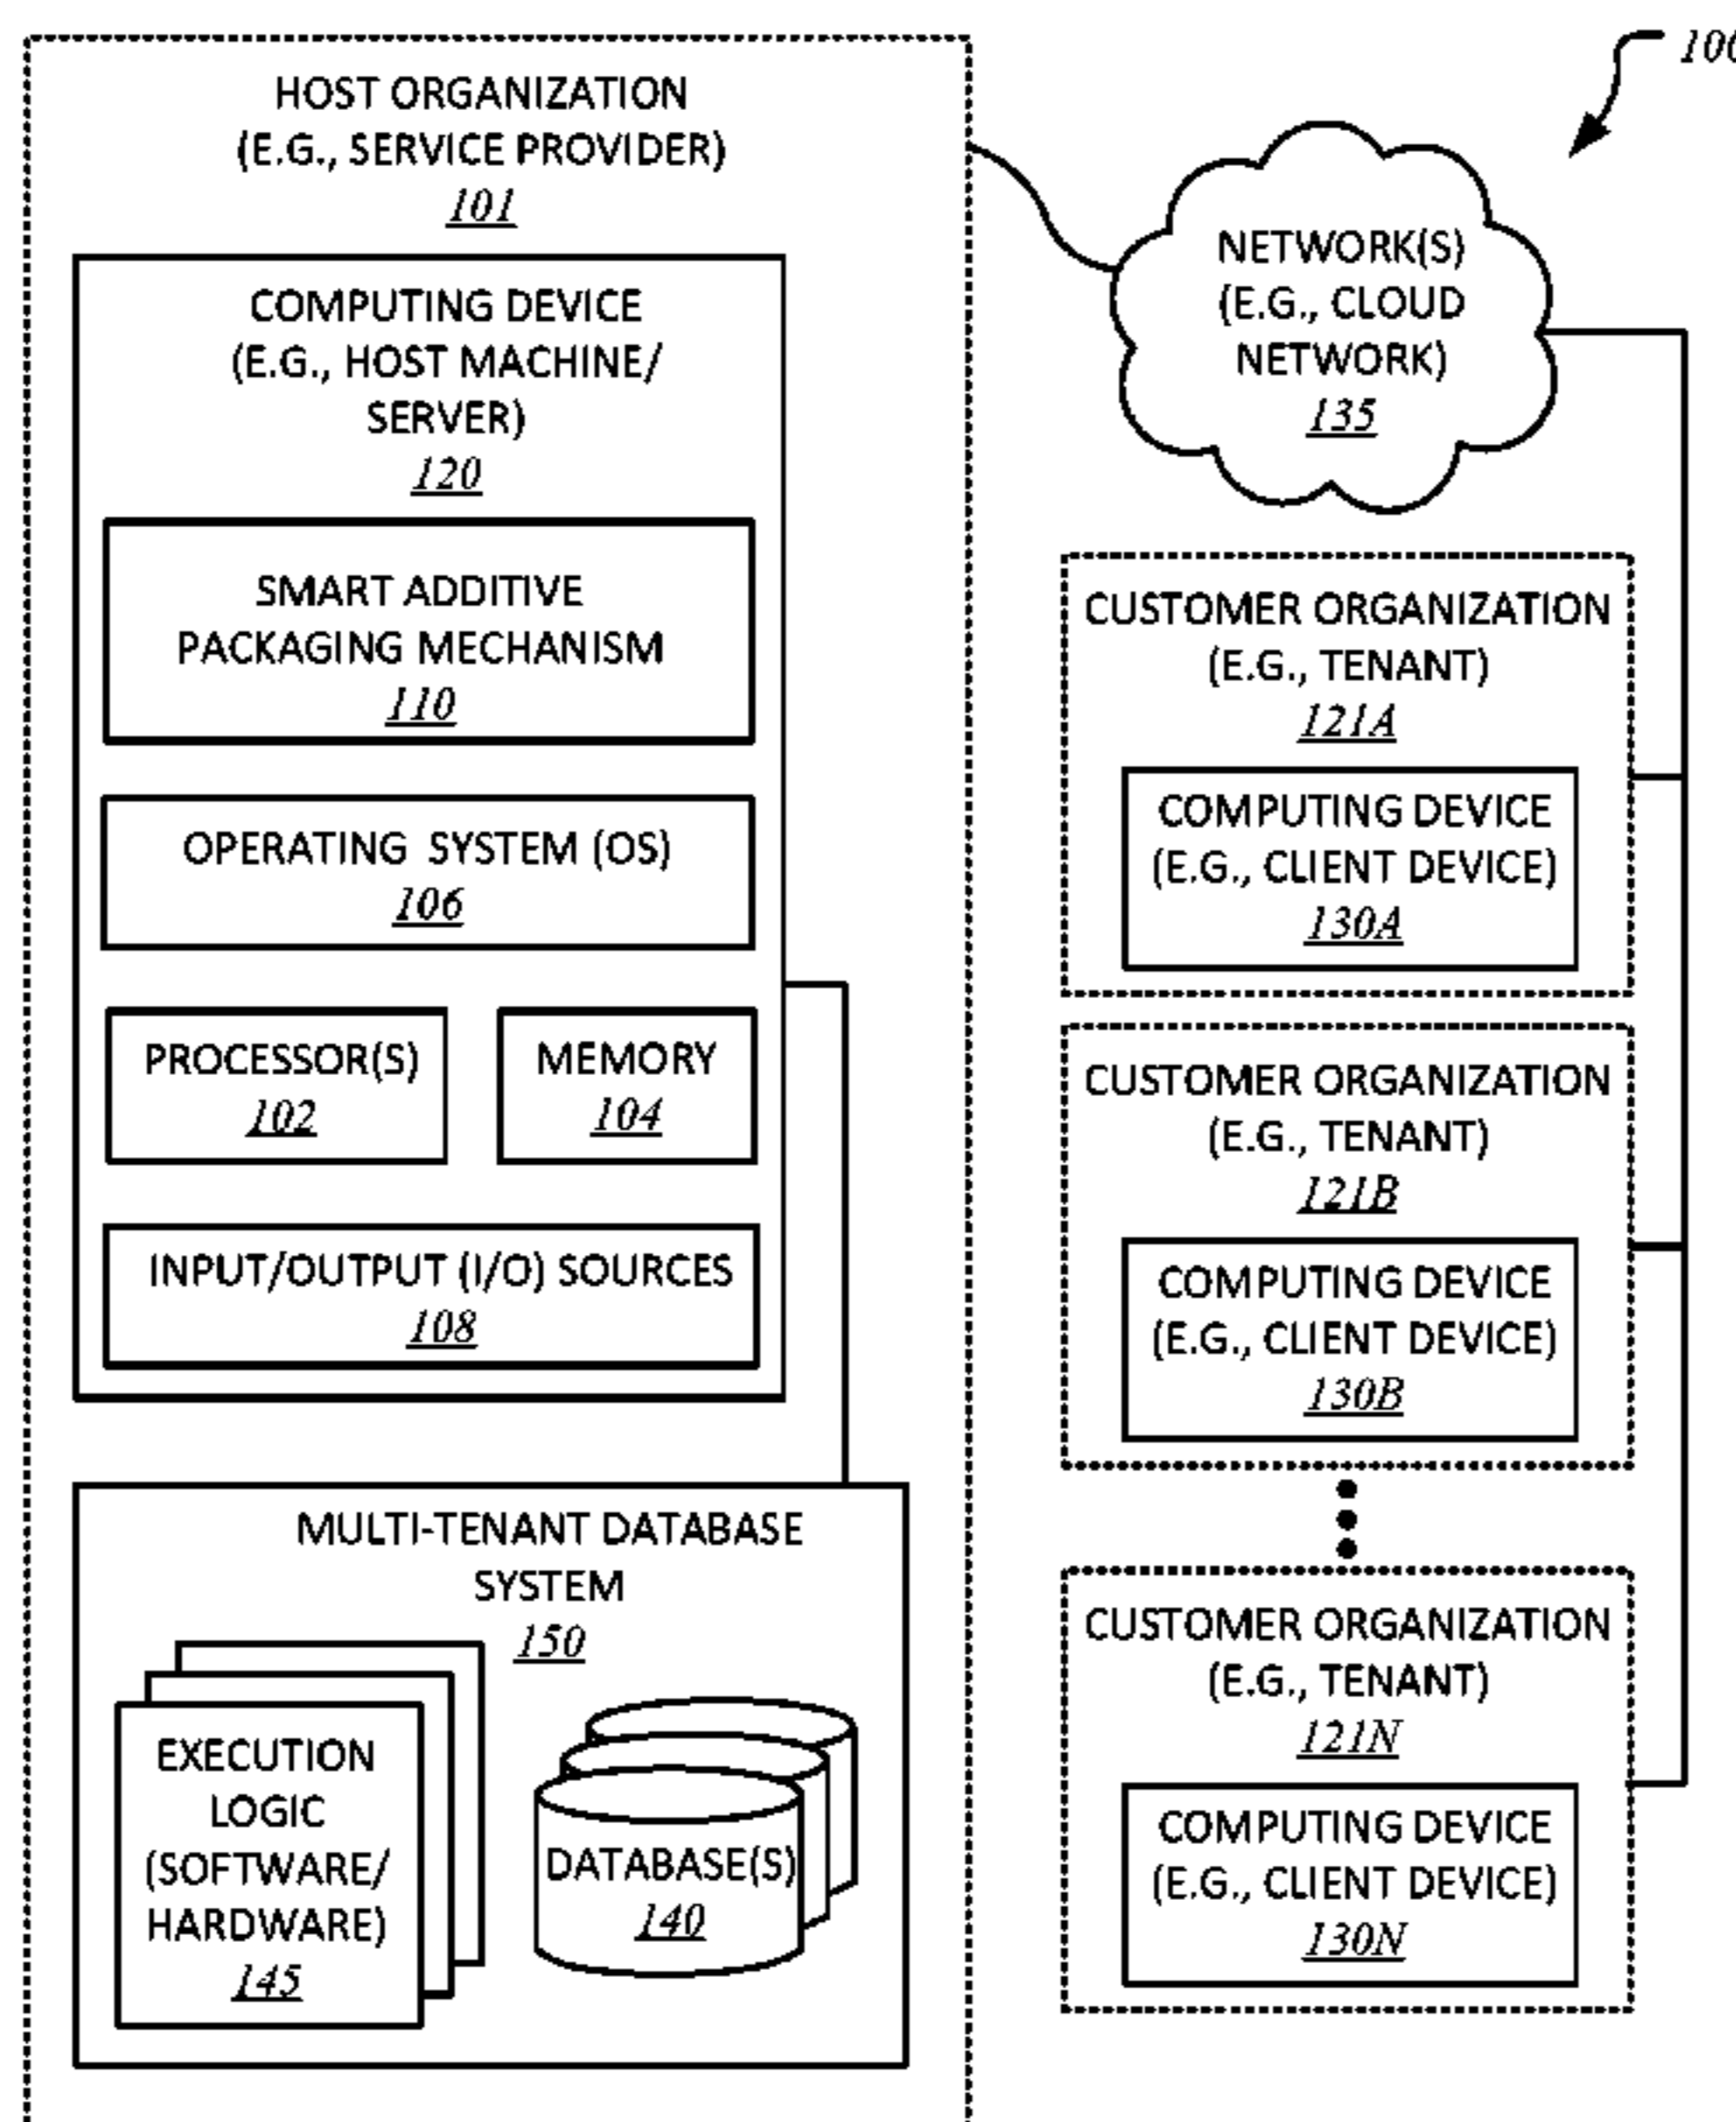 HOST ORGANIZATION
(E.G., SERVICE PROVIDER)
101
COMPUTING DEVICE
(E.G., HOST MACHINE/
SERVER)
120
SMART ADDITIVE
PACKAGING MECHANISM
110
OPERATING SYSTEM (OS)
106
PROCESSOR(S)
102
MEMORY
104
INPUT/OUTPUT (I/O) SOURCES
108
MULTI-TENANT DATABASE
SYSTEM
150
EXECUTION
LOGIC
(SOFTWARE/
HARDWARE)
145
DATABASE(S)
140
100
NETWORK(S)
(E.G., CLOUD
NETWORK)
135
CUSTOMER ORGANIZATION
(E.G., TENANT)
121A
COMPUTING DEVICE
(E.G., CLIENT DEVICE)
130A
CUSTOMER ORGANIZATION
(E.G., TENANT)
121B
COMPUTING DEVICE
(E.G., CLIENT DEVICE)
130B
CUSTOMER ORGANIZATION
(E.G., TENANT)
121N
COMPUTING DEVICE
(E.G., CLIENT DEVICE)
130N